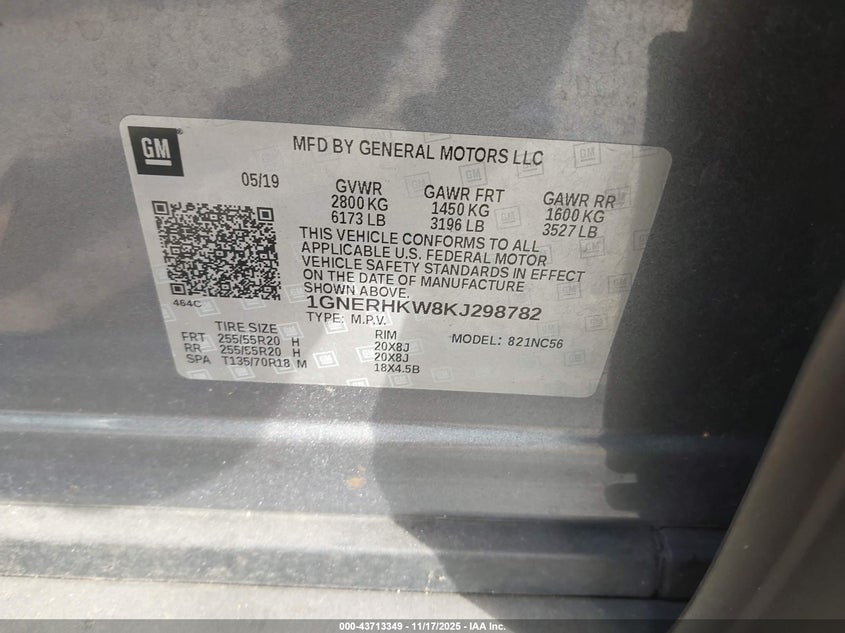 GM
MFD BY GENERAL MOTORS LLC
05/19
GVWR GAWR FRT GAWR RR
2800 KG 1450 KG 1600 KG
6173 LB 3196 LB 3527 LB
THIS VEHICLE CONFORMS TO ALL
APPLICABLE U.S. FEDERAL MOTOR
VEHICLE SAFETY STANDARDS IN EFFECT
ON THE DATE OF MANUFACTURE
SHOWN ABOVE.
464C
1GNERHKW8KJ298782
TYPE: M.P.V.
TIRE SIZE RIM MODEL: 821NC56
FRT 255/55R20 H 20X8J
RR 255/55R20 H 20X8J
SPA T135/70R18 M 18X4.5B
000-43713349 - 11/17/2025 - IAA Inc.